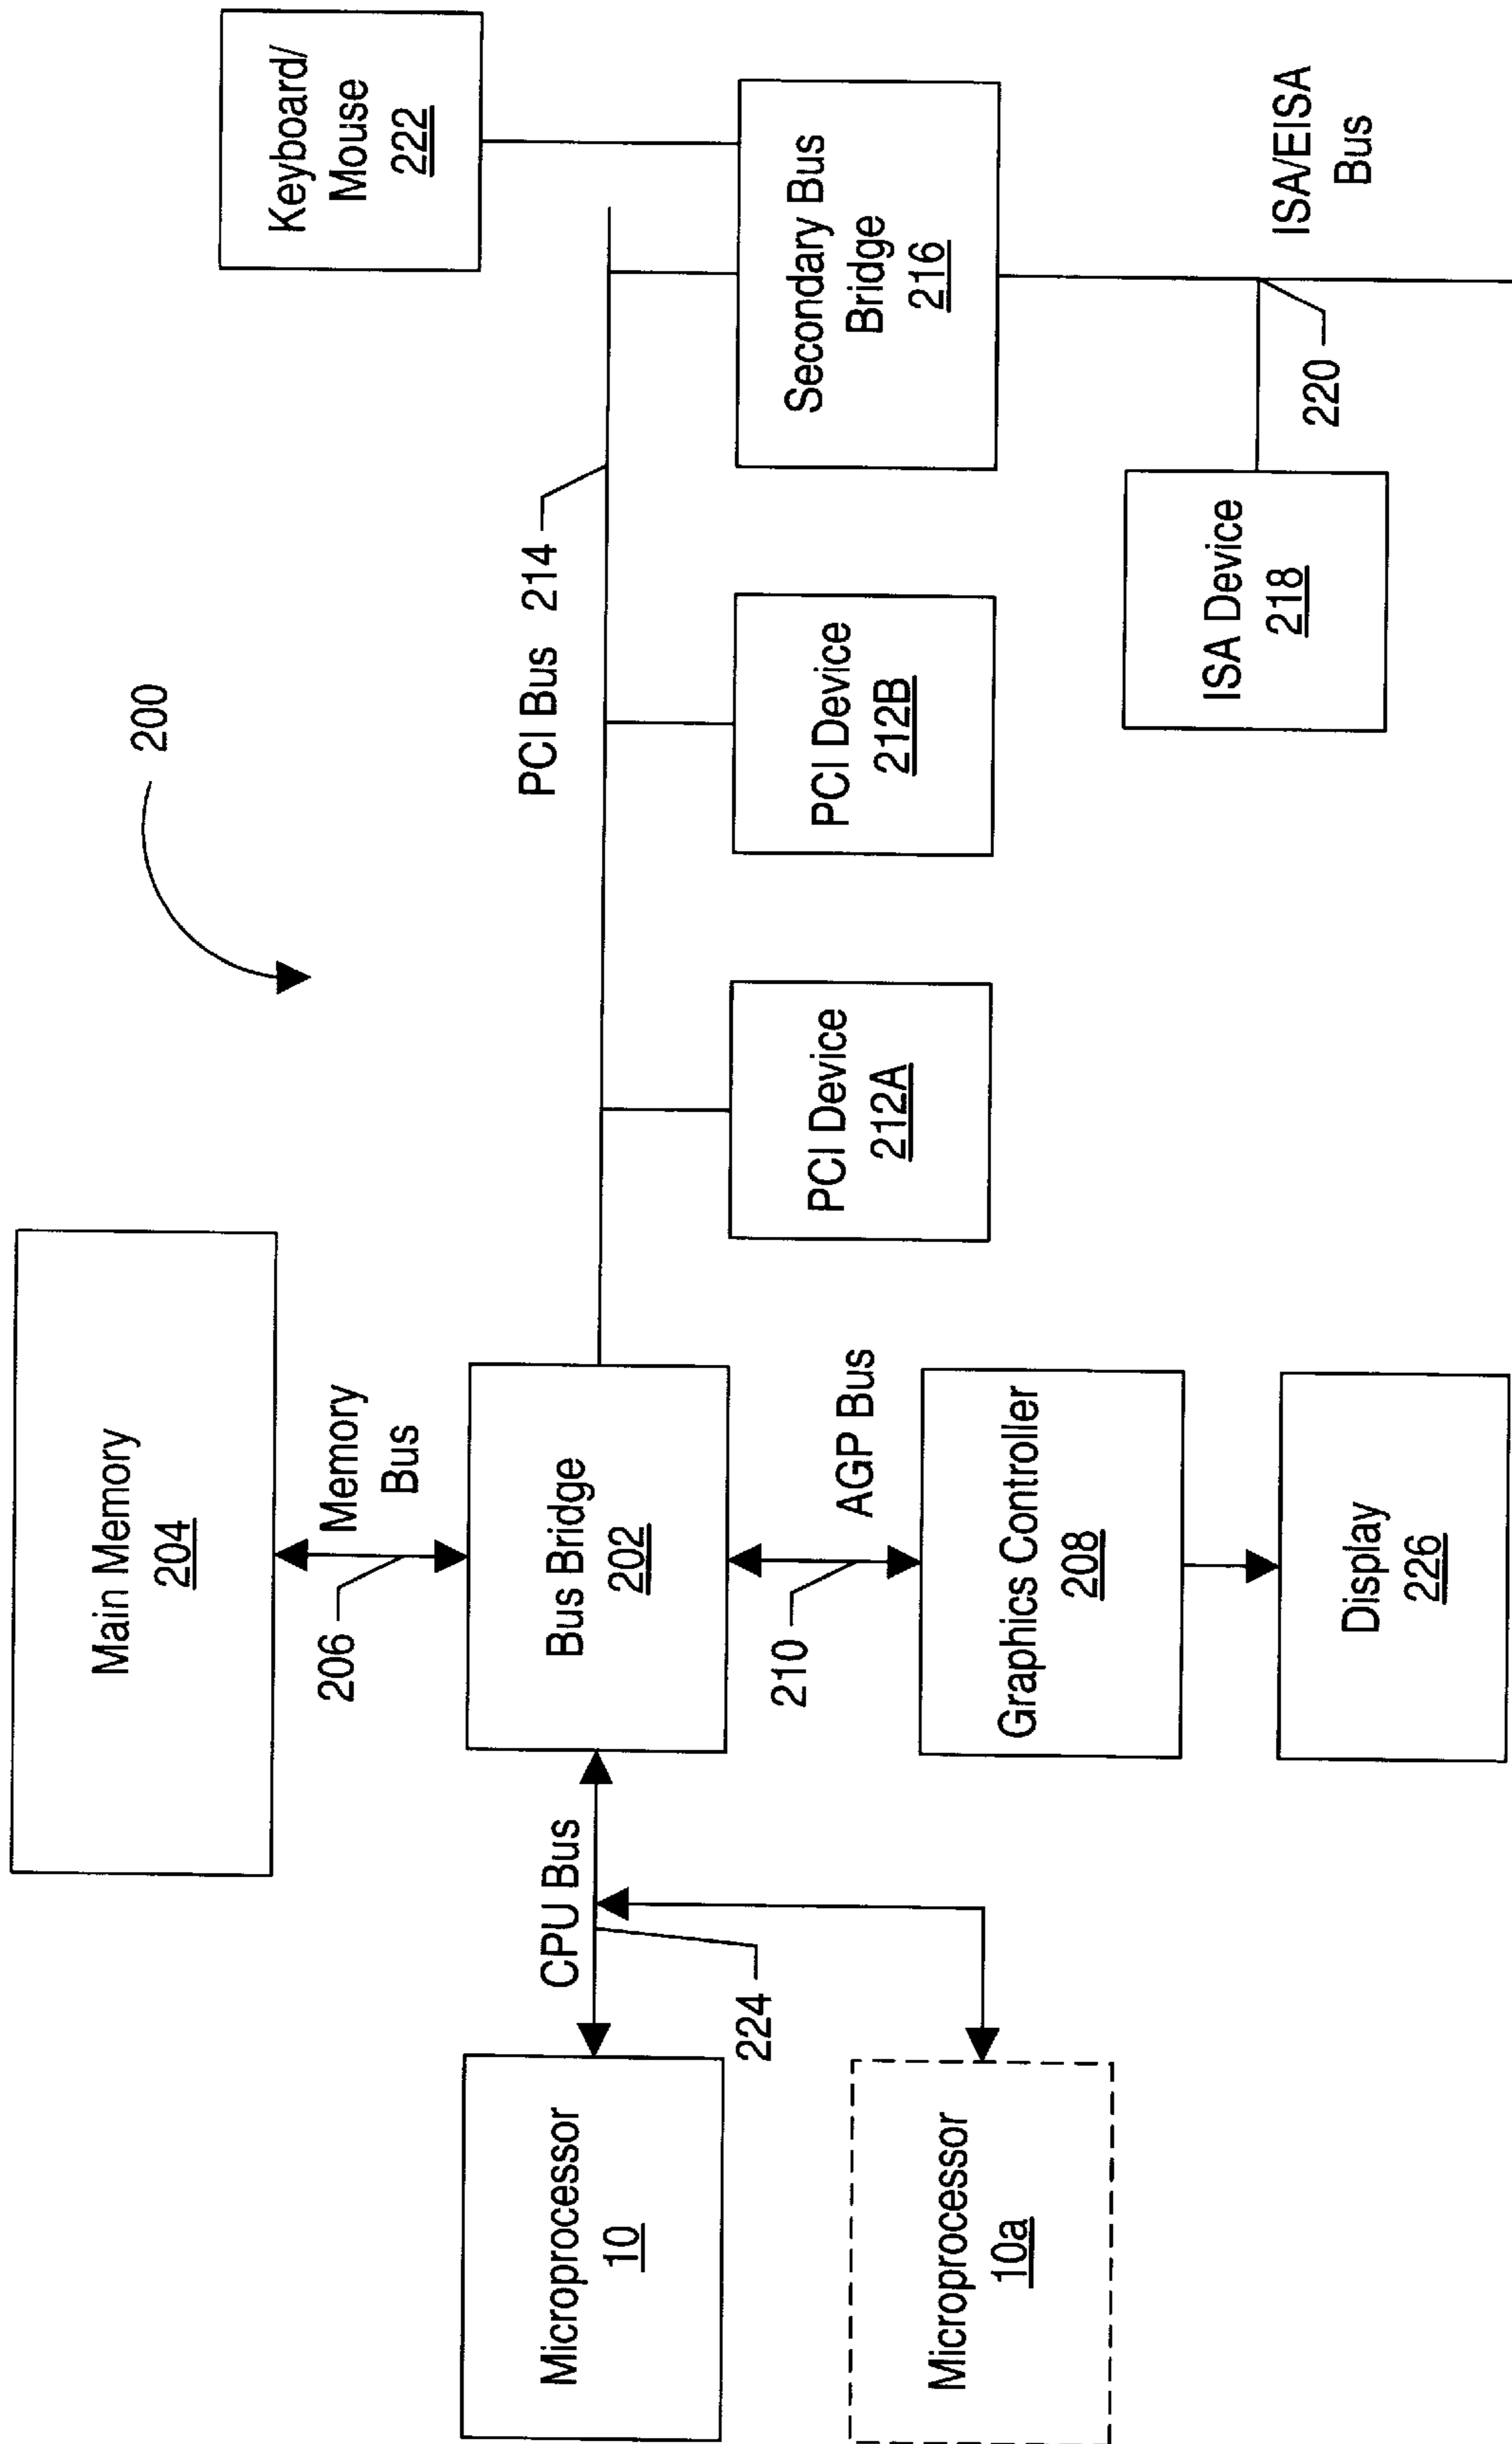 200
Main Memory
204
Keyboard/
Mouse
222
206
Memory
Bus
CPU Bus
PCI Bus 214
Microprocessor
10
Bus Bridge
202
224
210
AGP Bus
PCI Device
212A
PCI Device
212B
Secondary Bus
Bridge
216
Microprocessor
10a
Graphics Controller
208
ISA Device
218
220
ISA/EISA
Bus
Display
226